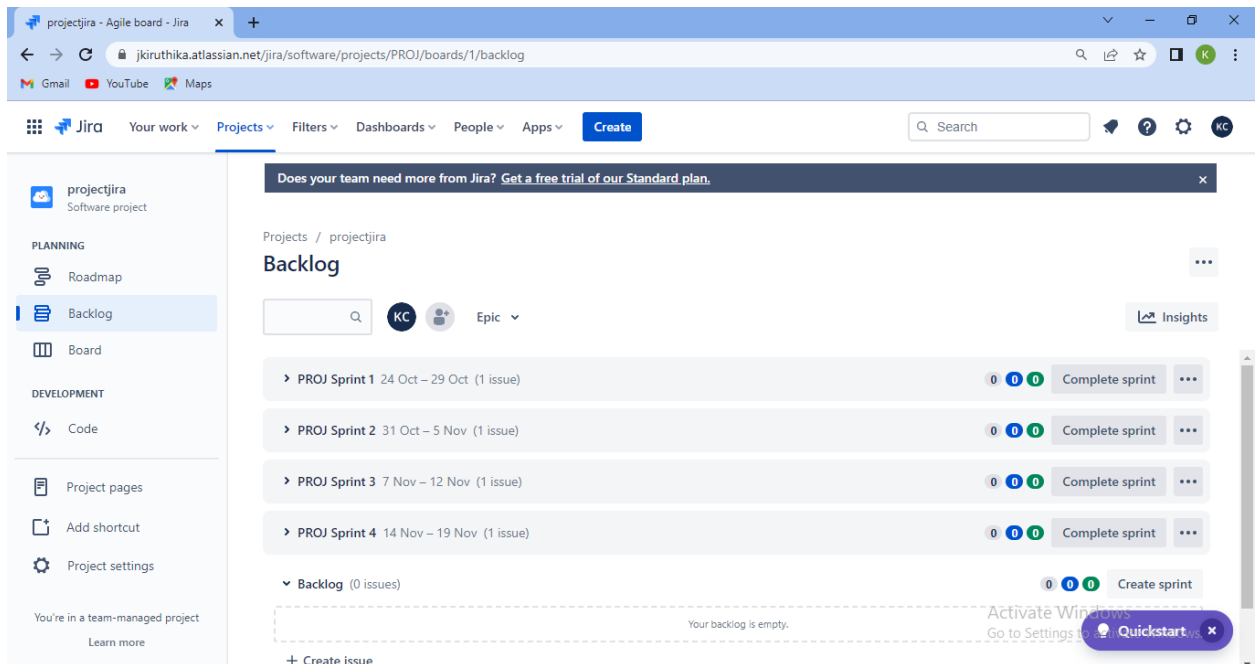 projectjira - Agile board - Jira
jkiruthika.atlassian.net/jira/software/projects/PROJ/boards/1/backlog
K
Gmail YouTube Maps
Jira Your work Projects Filters Dashboards People Apps Create Search KC
projectjira
Software project
PLANNING
Roadmap
Backlog
Board
DEVELOPMENT
Code
Project pages
Add shortcut
Project settings
You're in a team-managed project
Learn more
Does your team need more from Jira? Get a free trial of our Standard plan.
Projects / projectjira
Backlog
KC Epic Insights
PROJ Sprint 1 24 Oct – 29 Oct (1 issue) 0 0 0 Complete sprint
PROJ Sprint 2 31 Oct – 5 Nov (1 issue) 0 0 0 Complete sprint
PROJ Sprint 3 7 Nov – 12 Nov (1 issue) 0 0 0 Complete sprint
PROJ Sprint 4 14 Nov – 19 Nov (1 issue) 0 0 0 Complete sprint
Backlog (0 issues) 0 0 0 Create sprint
Your backlog is empty.
Activate Windows
Go to Settings to
Quickstart
+ Create issue